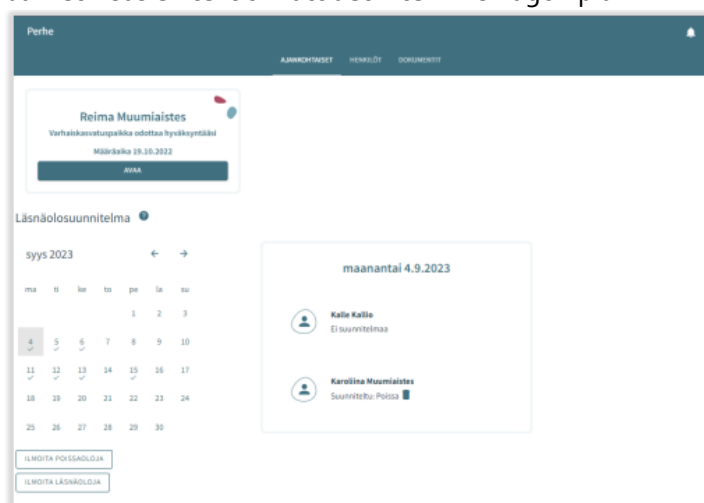 Perhe
AJANKOHTAISET HENKILÖT DOKUMENTIT
Reima Muumiaistes
Varhaiskasvatuspaikka odottaa hyväksyntääsi
Määräaika 19.10.2022
AVAA
Läsnäolosuunnitelma ?
syys 2023 ← →
ma ti ke to pe la su
1 2 3
4 5 6 7 8 9 10
11 12 13 14 15 16 17
18 19 20 21 22 23 24
25 26 27 28 29 30
ILMOITA POISSAOLOJA
ILMOITA LÄSNÄOLOJA
maanantai 4.9.2023
Kalle Kallio
Ei suunnitelmaa
Karoliina Muumiaistes
Suunniteltu: Poissa